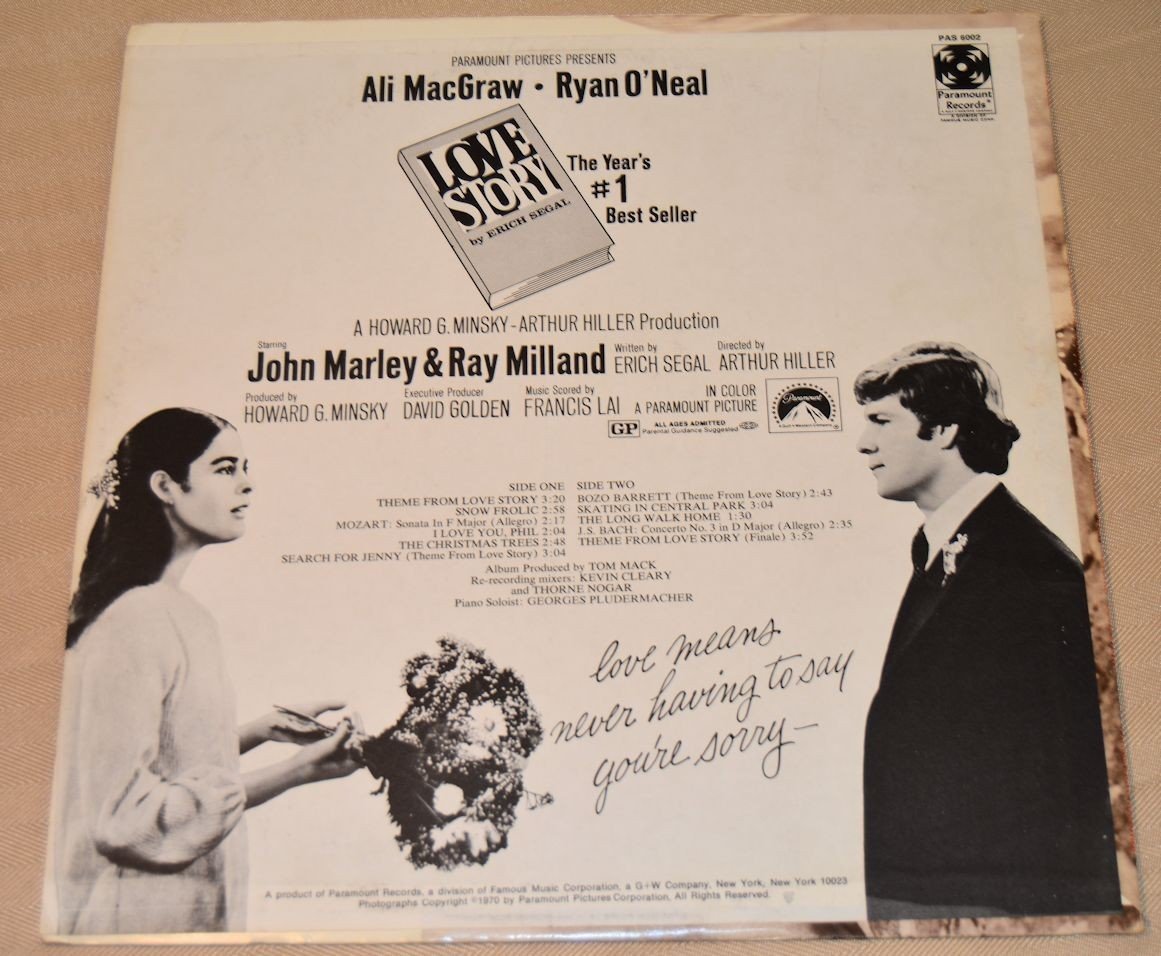 PAS 6002
Paramount
Records®
A DIVISION OF
FAMOUS MUSIC CORP.
PARAMOUNT PICTURES PRESENTS
Ali MacGraw • Ryan O'Neal
LOVE
STORY
by ERICH SEGAL
The Year's
#1
Best Seller
A HOWARD G. MINSKY-ARTHUR HILLER Production
Starring
John Marley & Ray Milland
Written by
ERICH SEGAL
Directed by
ARTHUR HILLER
Produced by
HOWARD G. MINSKY
Executive Producer
DAVID GOLDEN
Music Scored by
FRANCIS LAI
IN COLOR
A PARAMOUNT PICTURE
Paramount
A Gulf + Western Company
GP
ALL AGES ADMITTED
Parental Guidance Suggested
SIDE ONE
THEME FROM LOVE STORY 3:20
SNOW FROLIC 2:58
MOZART: Sonata In F Major (Allegro) 2:17
I LOVE YOU, PHIL 2:04
THE CHRISTMAS TREES 2:48
SEARCH FOR JENNY (Theme From Love Story) 3:04
SIDE TWO
BOZO BARRETT (Theme From Love Story) 2:43
SKATING IN CENTRAL PARK 3:04
THE LONG WALK HOME 1:30
J.S. BACH: Concerto No. 3 in D Major (Allegro) 2:35
THEME FROM LOVE STORY (Finale) 3:52
Album Produced by TOM MACK
Re-recording mixers: KEVIN CLEARY
and THORNE NOGAR
Piano Soloist: GEORGES PLUDERMACHER
love means
never having to say
you're sorry—
A product of Paramount Records, a division of Famous Music Corporation, a G+W Company, New York, New York 10023
Photographs Copyright ©1970 by Paramount Pictures Corporation. All Rights Reserved.